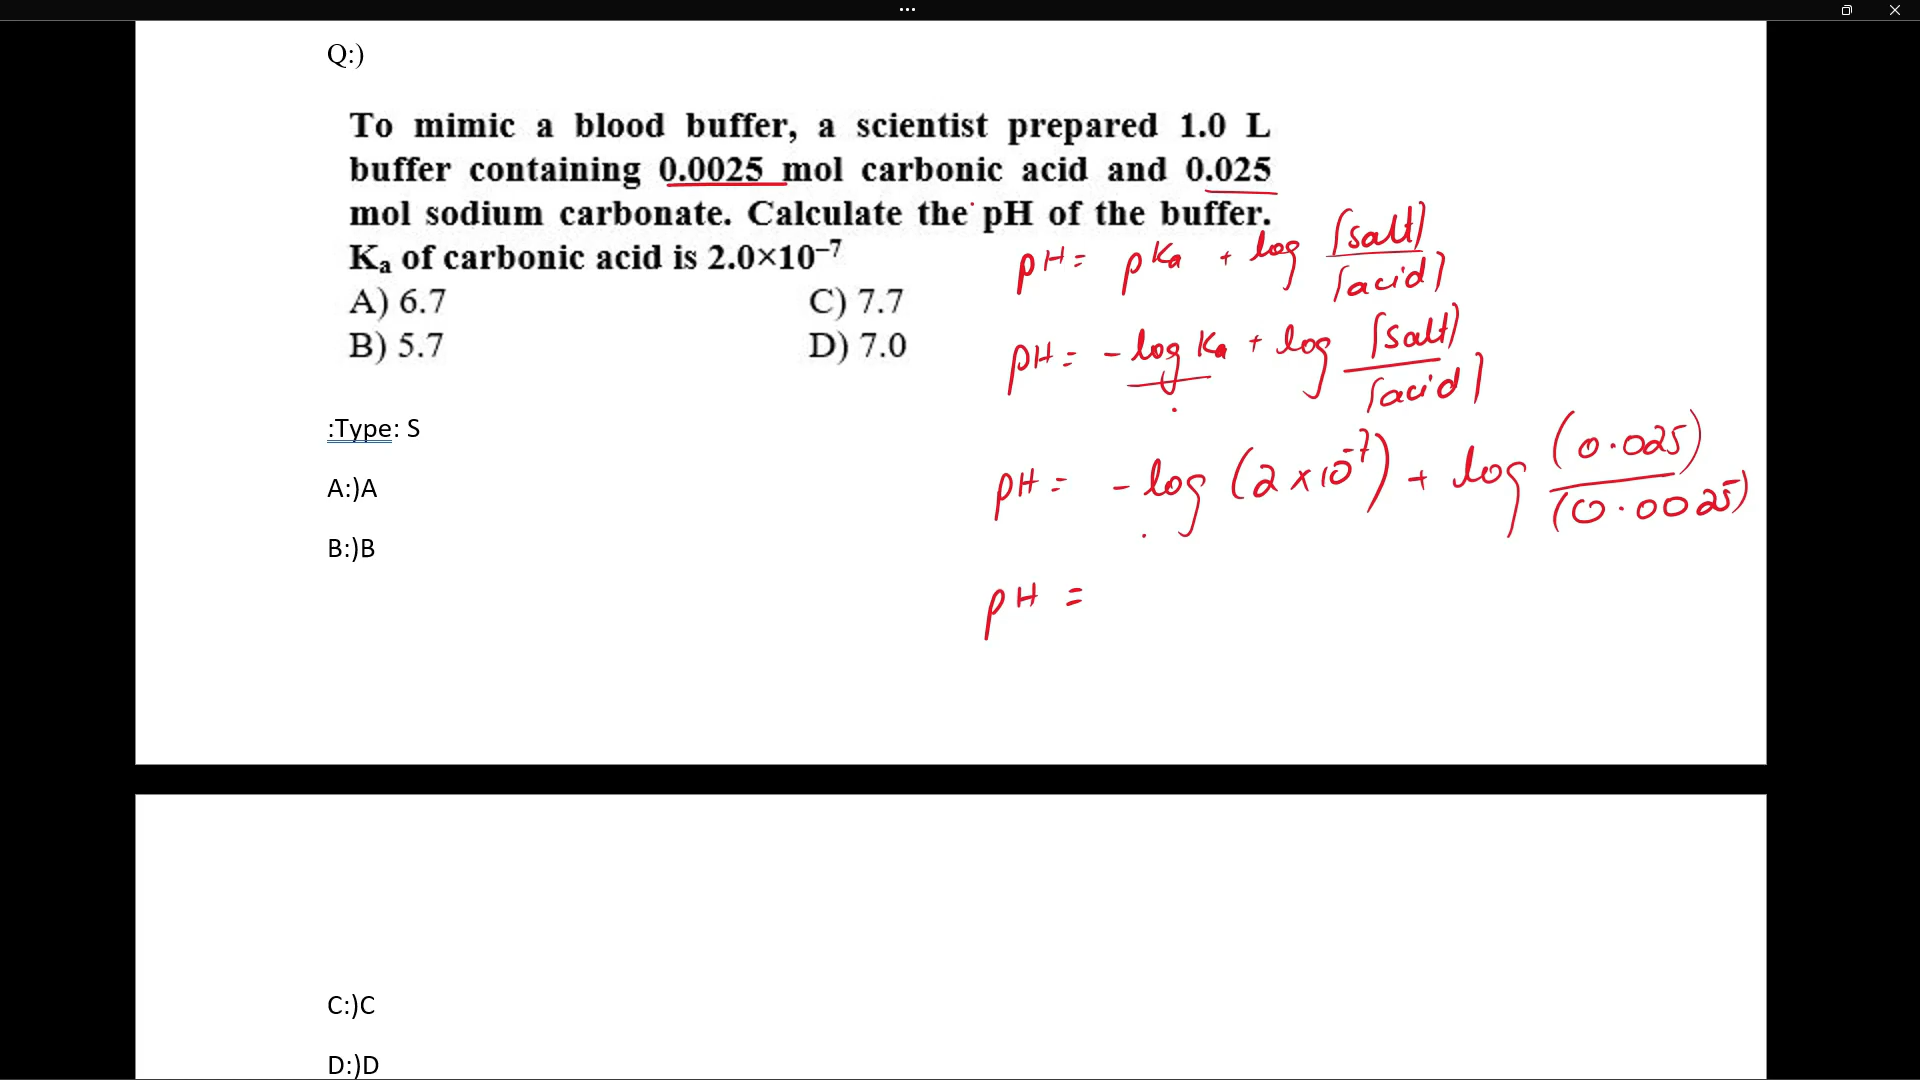 Q:)
To mimic a blood buffer, a scientist prepared 1.0 L
buffer containing 0.0025 mol carbonic acid and 0.025
mol sodium carbonate. Calculate the pH of the buffer.
Kₐ of carbonic acid is 2.0×10⁻⁷
A) 6.7 C) 7.7
B) 5.7 D) 7.0
pH = pKa + log [salt]/[acid]
pH = -log Ka + log [salt]/[acid]
pH = -log (2 × 10⁻⁷) + log (0.025)/(0.0025)
pH =
:Type: S
A:)A
B:)B
C:)C
D:)D